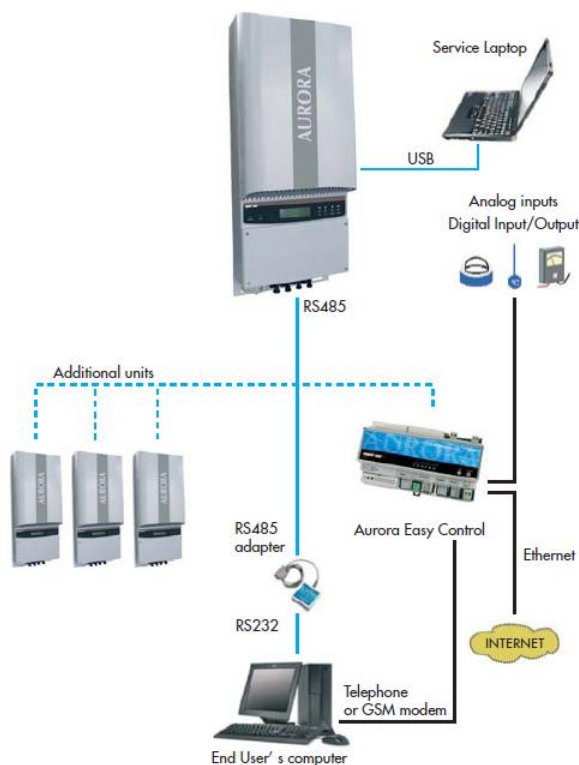 Service Laptop
AURORA
USB
Analog inputs
Digital Input/Output
RS485
Additional units
AURORA
AURORA
AURORA
AURORA
RS485
adapter
Aurora Easy Control
Ethernet
RS232
INTERNET
Telephone
or GSM modem
End User' s computer